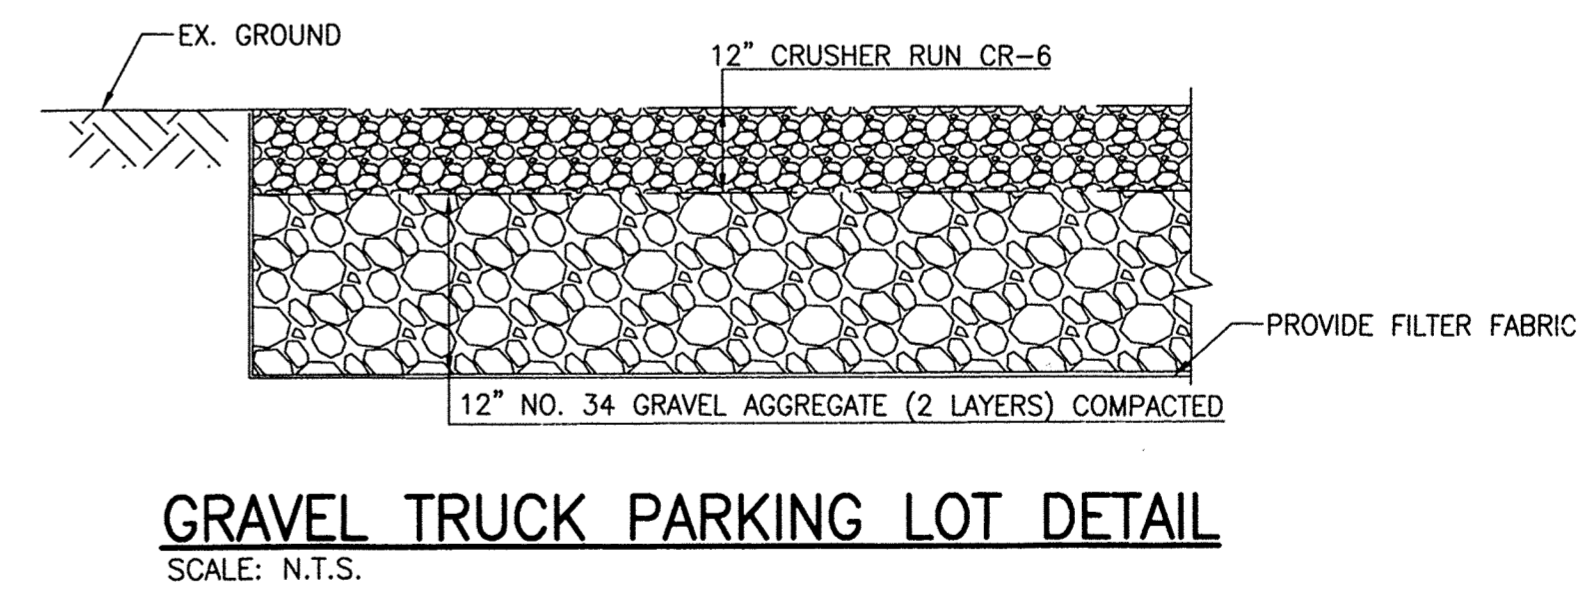 EX. GROUND
12” CRUSHER RUN CR-6
PROVIDE FILTER FABRIC
12” NO. 34 GRAVEL AGGREGATE (2 LAYERS) COMPACTED
GRAVEL TRUCK PARKING LOT DETAIL
SCALE: N.T.S.